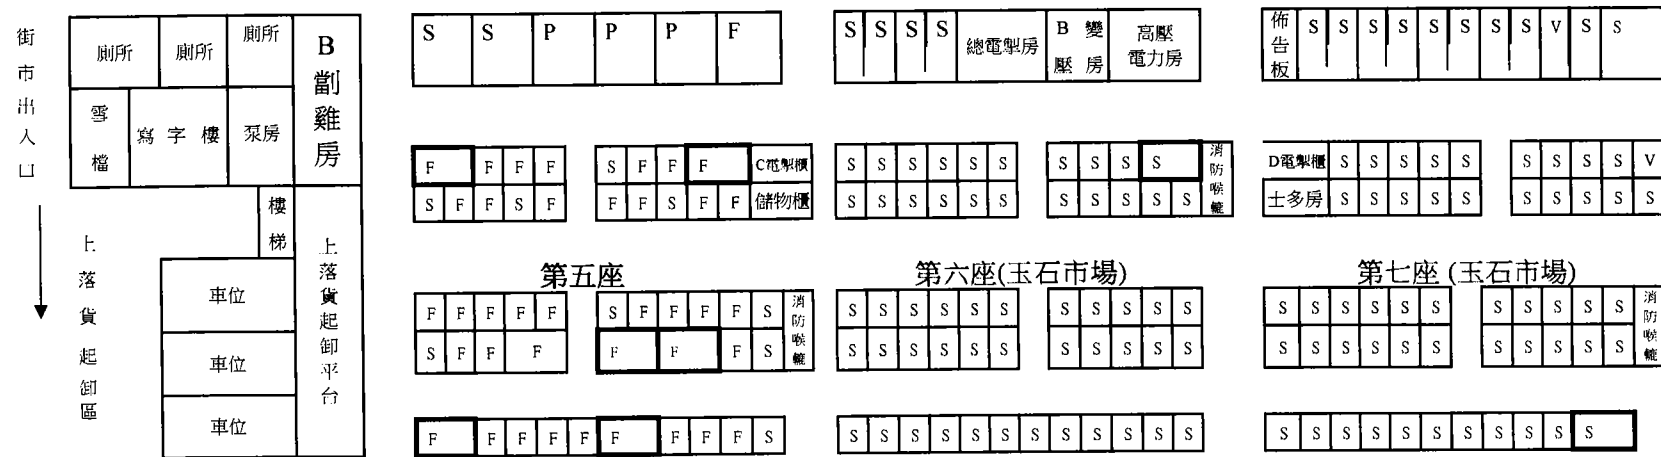 街市出入口
廁所 廁所 廁所
B劏雞房
雪檔 寫字樓 泵房
樓梯
上落貨起卸區
上落貨起卸平台
車位
車位
車位
S S P P P F
F F F F
S F F S F
S F F F C電掣櫃
F F S F F 儲物櫃
第五座
F F F F F
S F F F
S F F F F S 消防喉轆
F F F S
F F F F F F F F F S
S S S S 總電掣房 B變壓房 高壓電力房
S S S S S S
S S S S S S
S S S S 消防喉轆
S S S S S
第六座(玉石市場)
S S S S S S
S S S S S S
S S S S
S S S S
S S S S S S S S S S S S
佈告板 S S S S S S S S V S S
D電掣櫃 S S S S S
士多房 S S S S S
S S S S V
S S S S S
第七座 (玉石市場)
S S S S S S
S S S S S S
S S S S S 消防喉轆
S S S S S
S S S S S S S S S S S